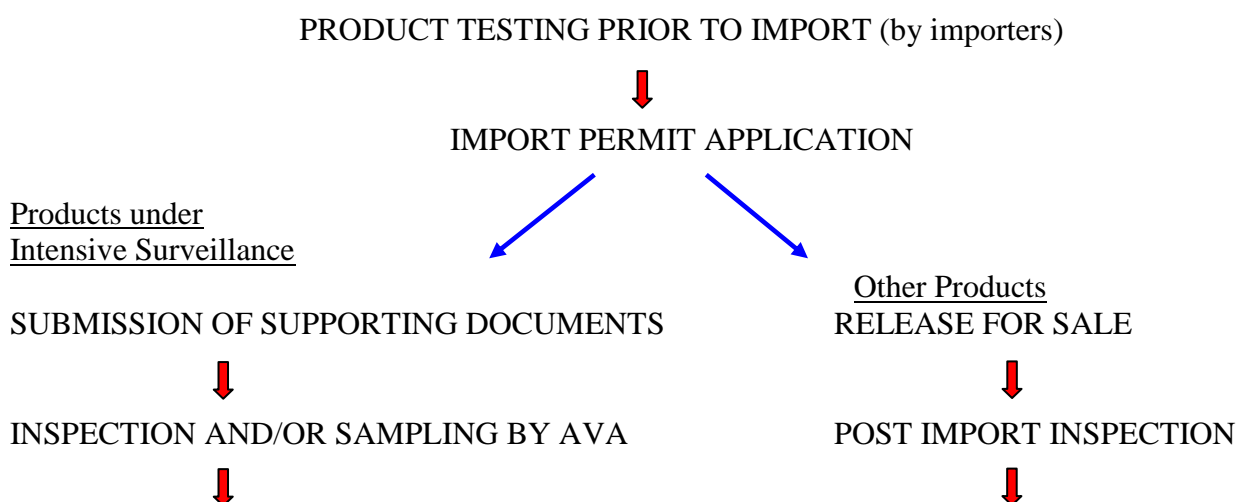 PRODUCT TESTING PRIOR TO IMPORT (by importers)
IMPORT PERMIT APPLICATION
Products under
Intensive Surveillance
SUBMISSION OF SUPPORTING DOCUMENTS
INSPECTION AND/OR SAMPLING BY AVA
Other Products
RELEASE FOR SALE
POST IMPORT INSPECTION